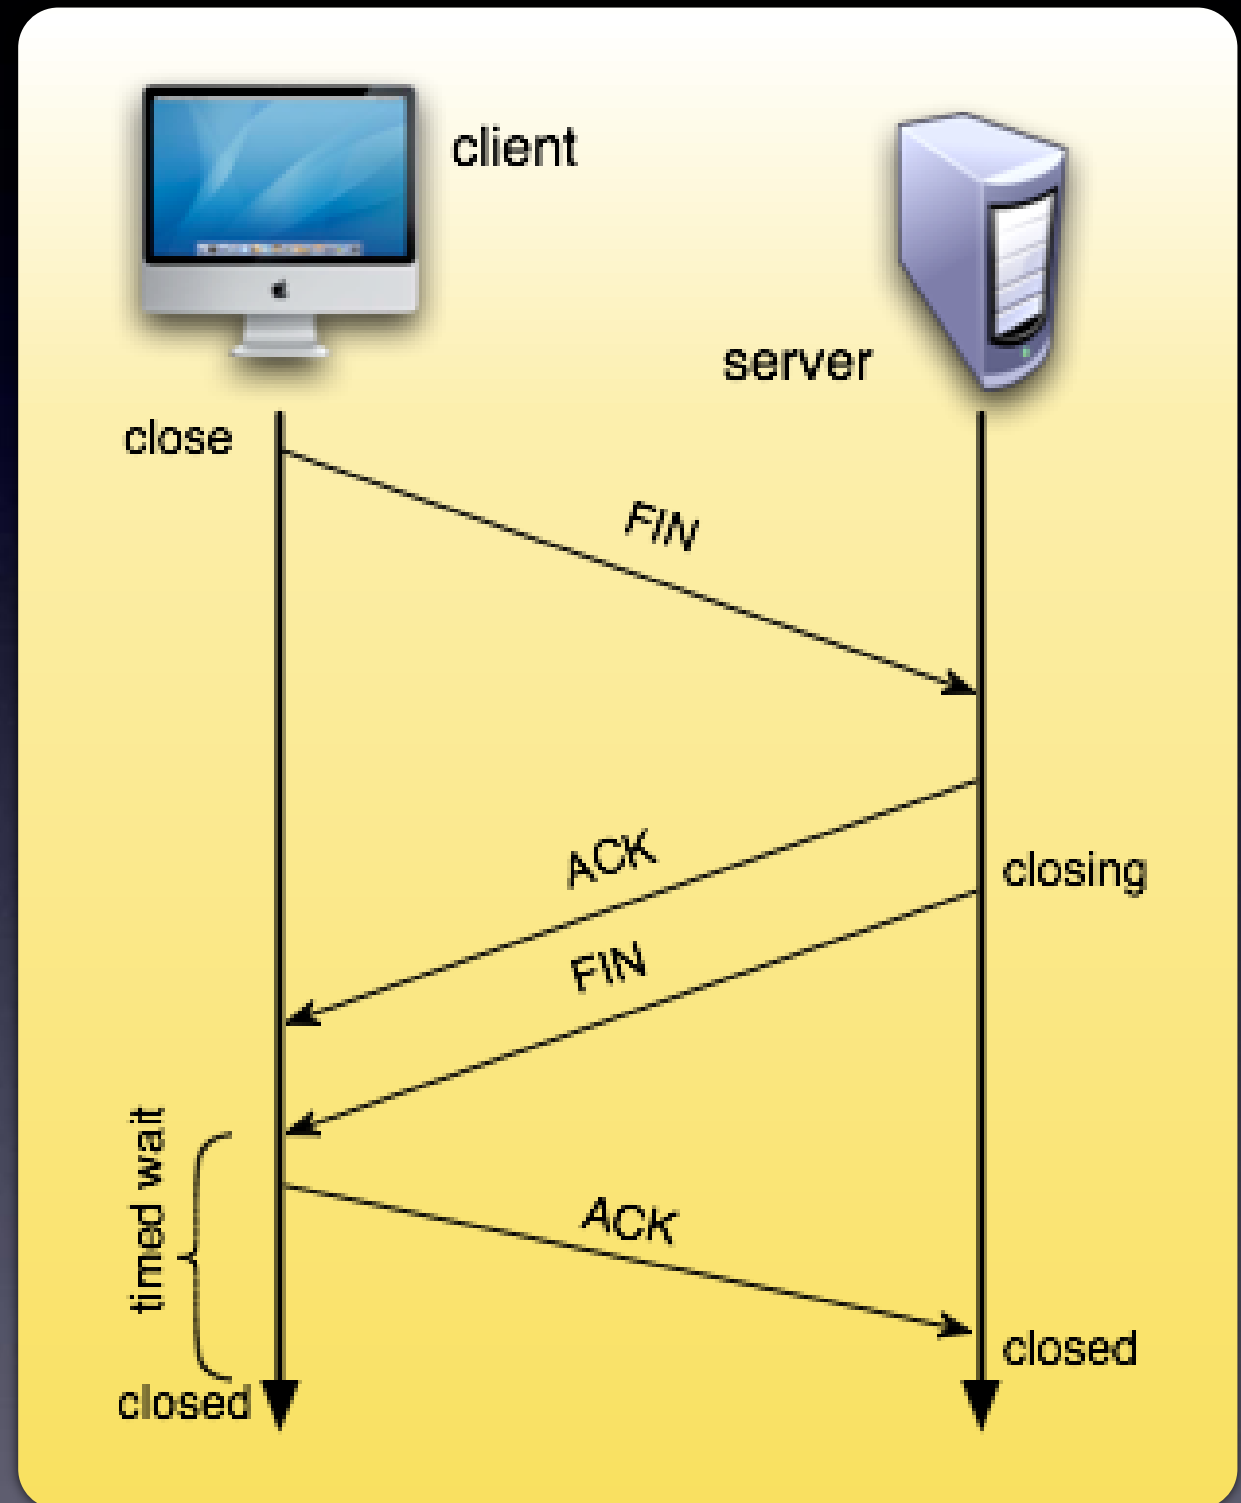 client
server
close
FIN
ACK
closing
FIN
timed wait
ACK
closed
closed